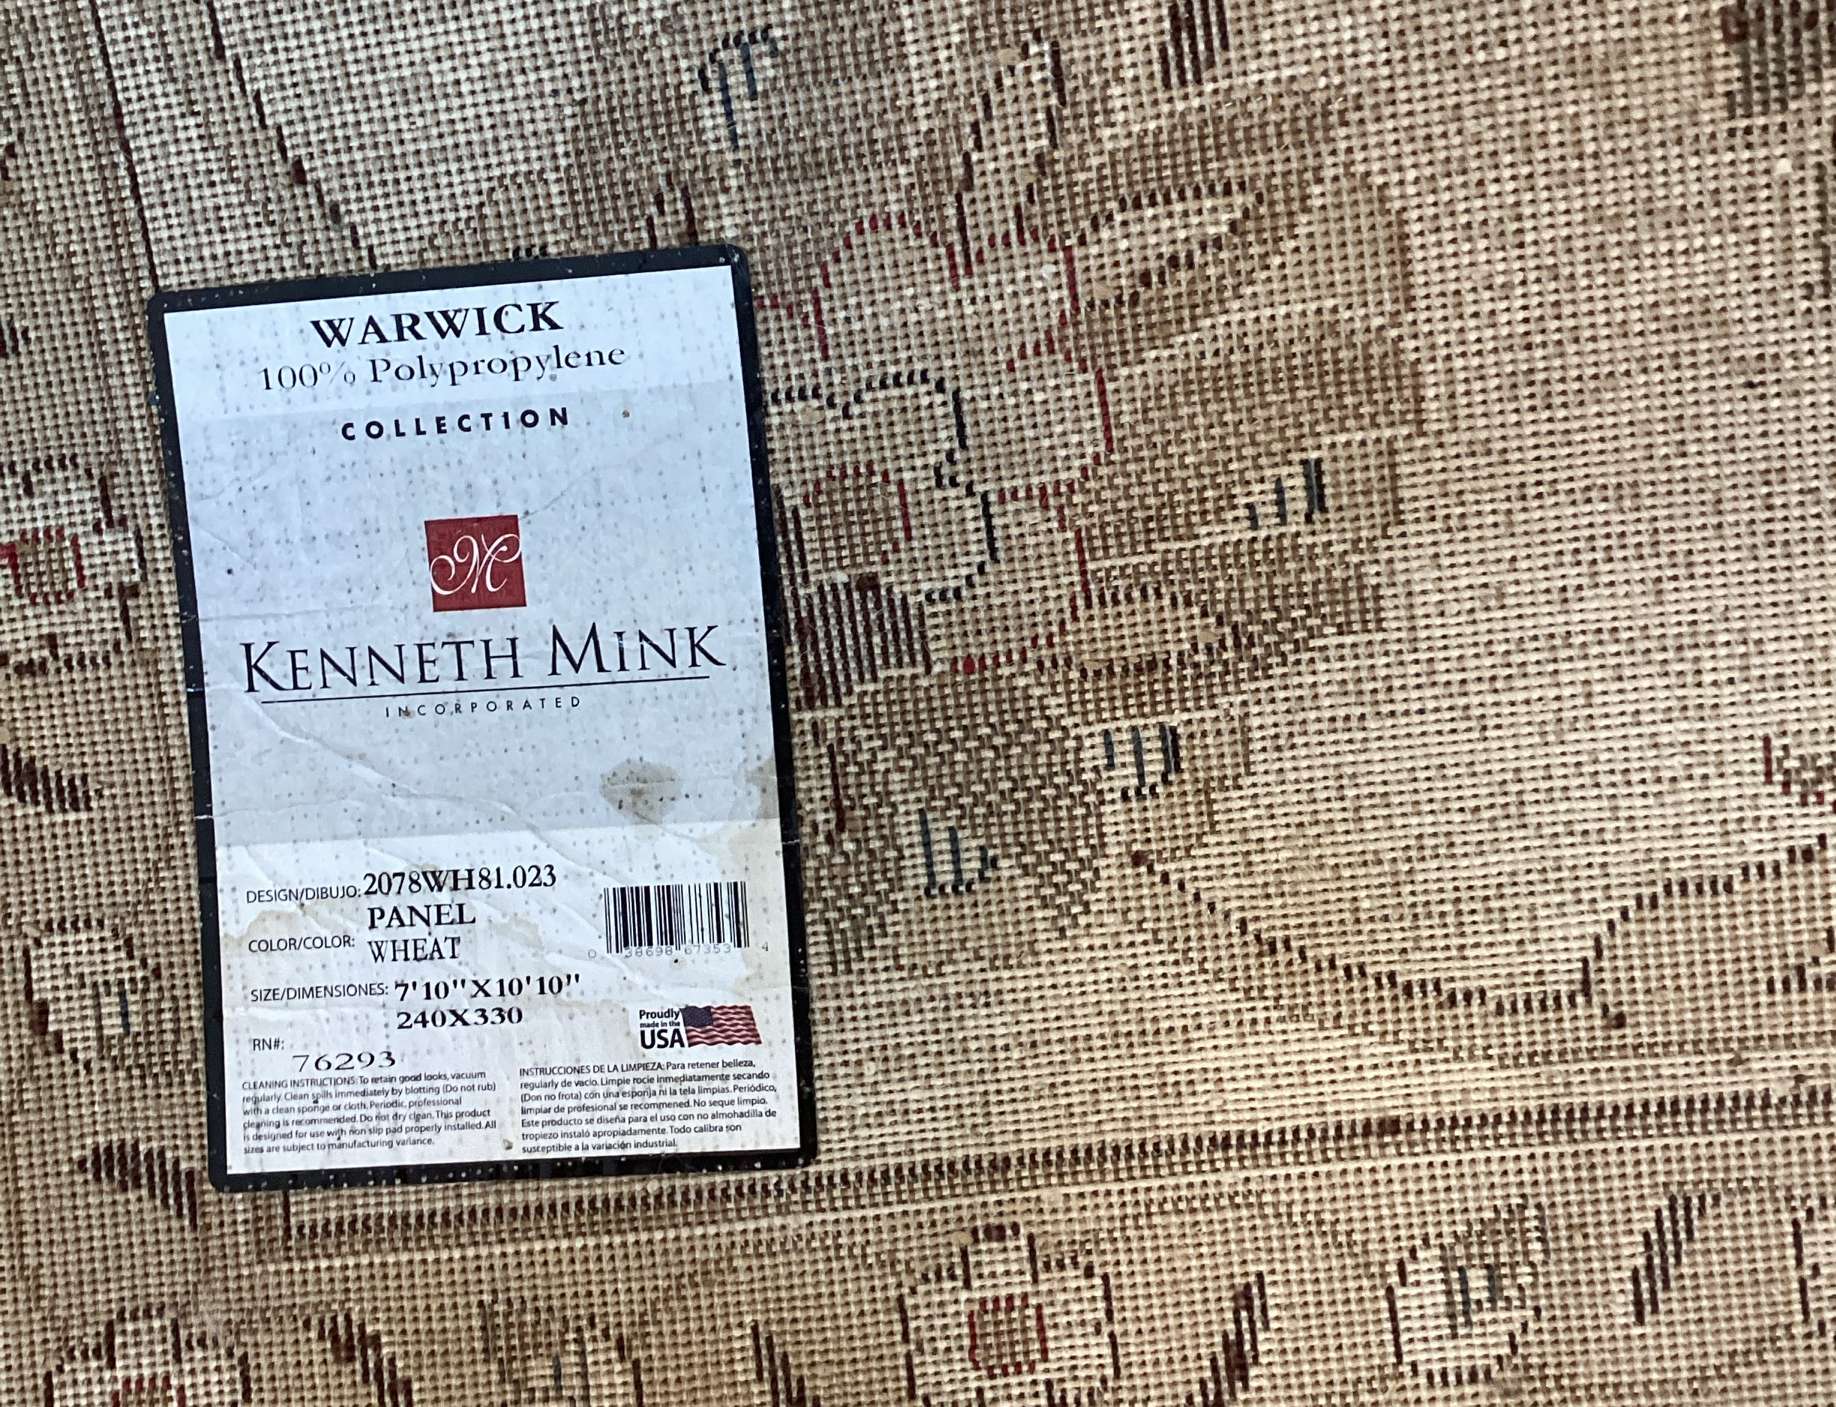 WARWICK
100% Polypropylene
COLLECTION
M
KENNETH MINK
INCORPORATED
DESIGN/DIBUJO: 2078WH81.023
PANEL
COLOR/COLOR: WHEAT
0 38698 67353 4
SIZE/DIMENSIONES: 7'10"X10'10"
240X330
Proudly
made in the
USA
RN#:
76293
CLEANING INSTRUCTIONS: To retain good looks, vacuum
regularly. Clean spills immediately by blotting (Do not rub)
with a clean sponge or cloth. Periodic, professional
cleaning is recommended. Do not dry clean. This product
is designed for use with non slip pad properly installed. All
sizes are subject to manufacturing variance.
INSTRUCCIONES DE LA LIMPIEZA: Para retener belleza,
regularly de vacio. Limpie rocie inmediatamente secando
(Don no frota) con una esponja ni la tela limpias. Periódico,
limpiar de profesional se recommened. No seque limpio.
Este producto se diseña para el uso con no almohadilla de
tropiezo instaló apropiadamente. Todo calibra son
susceptible a la variación industrial.